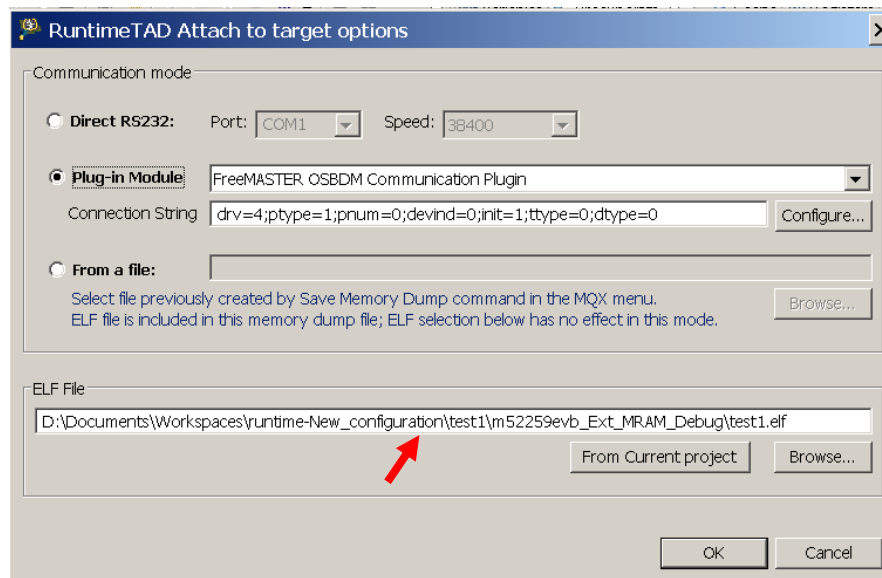 RuntimeTAD Attach to target options
Communication mode
Direct RS232: Port: COM1 Speed: 38400
Plug-in Module FreeMASTER OSBDM Communication Plugin
Connection String drv=4;ptype=1;pnum=0;devind=0;init=1;ttype=0;dtype=0 Configure...
From a file:
Select file previously created by Save Memory Dump command in the MQX menu. Browse...
ELF file is included in this memory dump file; ELF selection below has no effect in this mode.
ELF File
D:\Documents\Workspaces\runtime-New_configuration\test1\m52259evb_Ext_MRAM_Debug\test1.elf
From Current project Browse...
OK Cancel